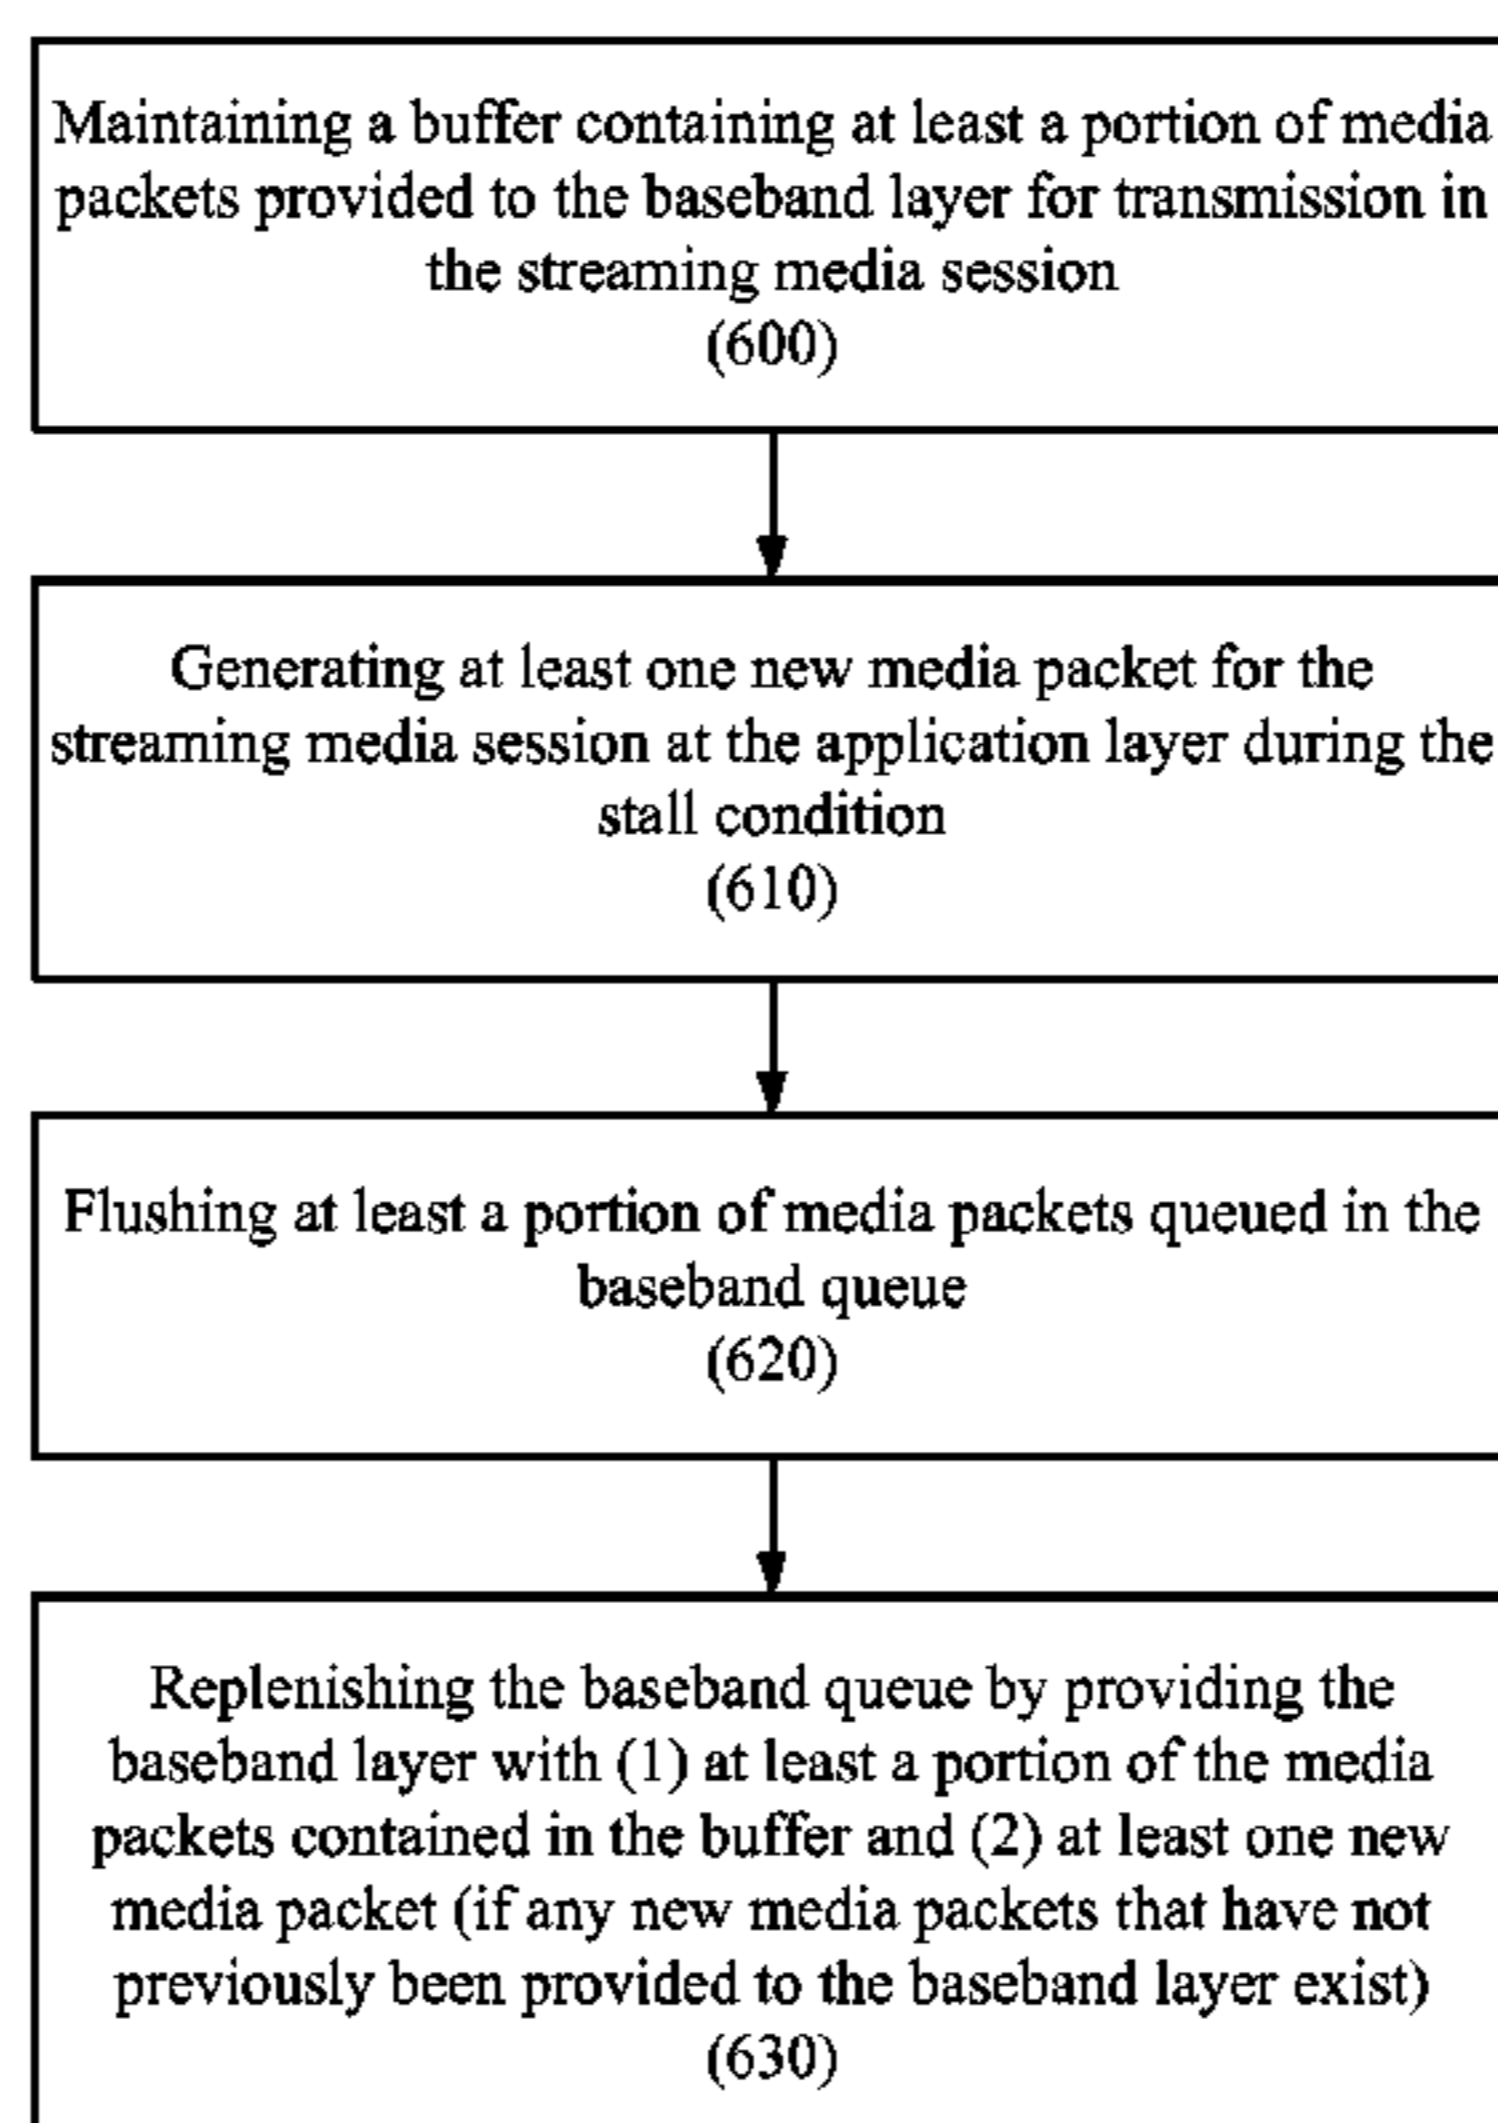 Maintaining a buffer containing at least a portion of media
packets provided to the baseband layer for transmission in
the streaming media session
(600)
Generating at least one new media packet for the
streaming media session at the application layer during the
stall condition
(610)
Flushing at least a portion of media packets queued in the
baseband queue
(620)
Replenishing the baseband queue by providing the
baseband layer with (1) at least a portion of the media
packets contained in the buffer and (2) at least one new
media packet (if any new media packets that have not
previously been provided to the baseband layer exist)
(630)